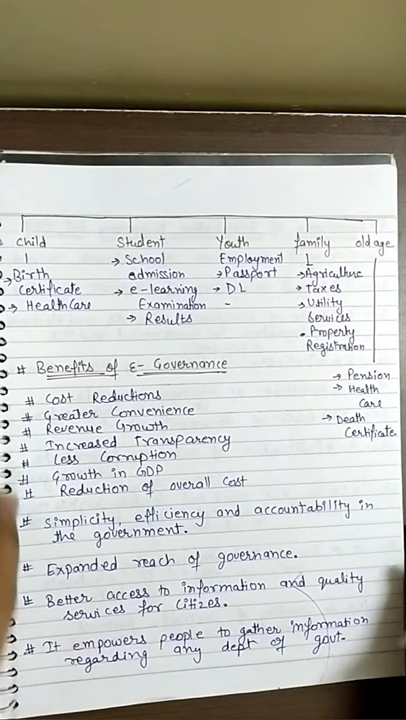 Child
Birth
Certificate
→ HealthCare
Student
→ School
admission
→ e-learning
Examination
→ Results
Youth
Employment
→ Passport
→ DL
-
family
→ Agriculture
→ Taxes
→ Utility
Services
• Property
Registration
old age
→ Pension
→ Health
Care
→ Death
Certificate
# Benefits of E-Governance
# Cost Reductions
# Greater Convenience
# Revenue Growth
# Increased Transparency
# Less Corruption
# Growth in GDP
# Reduction of overall cost
# Simplicity, efficiency and accountability in
the government.
# Expanded reach of governance.
# Better access to information and quality
services for citizes.
# It empowers people to gather information
regarding any dept of govt.